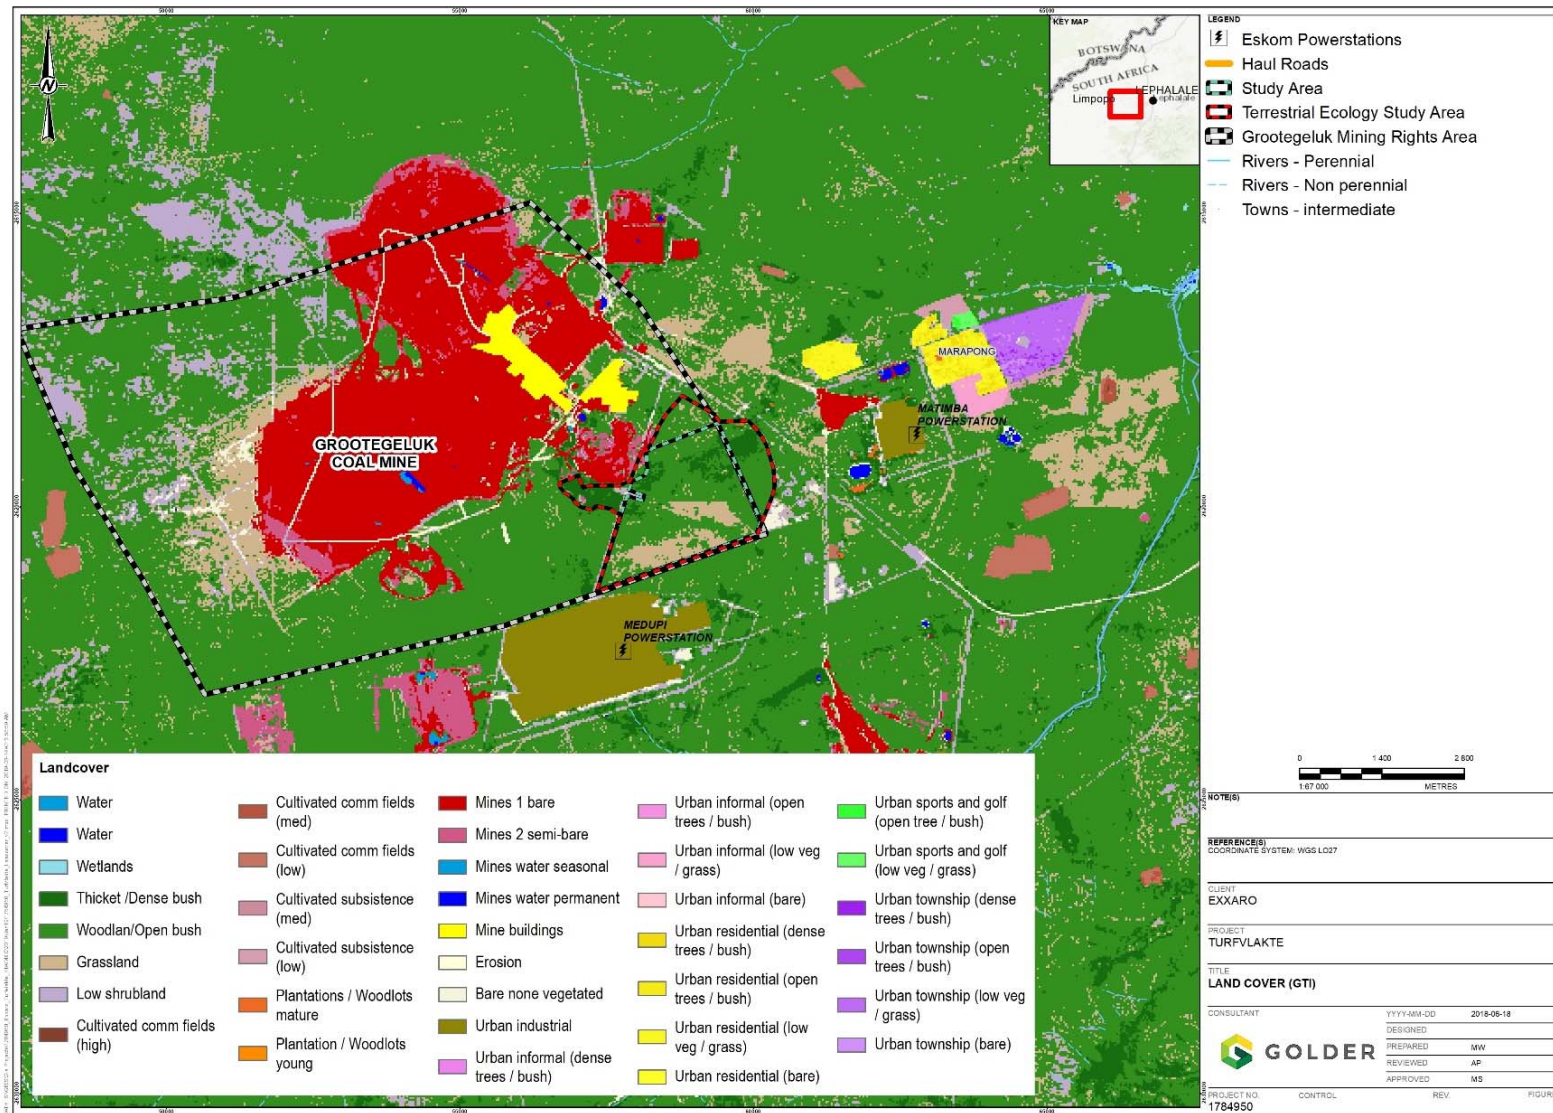 50000
55000
60000
65000
KEY MAP
BOTSWANA
SOUTH AFRICA
LEPHALALE
Lephalale
Limpopo
N
GROOTEGELUK
COAL MINE
MARAPONG
MATIMBA
POWERSTATION
MEDUPI
POWERSTATION
LEGEND
Eskom Powerstations
Haul Roads
Study Area
Terrestrial Ecology Study Area
Grootegeluk Mining Rights Area
Rivers - Perennial
Rivers - Non perennial
Towns - intermediate
Landcover
Water
Water
Wetlands
Thicket /Dense bush
Woodlan/Open bush
Grassland
Low shrubland
Cultivated comm fields
(high)
Cultivated comm fields
(med)
Cultivated comm fields
(low)
Cultivated subsistence
(med)
Cultivated subsistence
(low)
Plantations / Woodlots
mature
Plantation / Woodlots
young
Mines 1 bare
Mines 2 semi-bare
Mines water seasonal
Mines water permanent
Mine buildings
Erosion
Bare none vegetated
Urban industrial
Urban informal (dense
trees / bush)
Urban informal (open
trees / bush)
Urban informal (low veg
/ grass)
Urban informal (bare)
Urban residential (dense
trees / bush)
Urban residential (open
trees / bush)
Urban residential (low
veg / grass)
Urban residential (bare)
Urban sports and golf
(open tree / bush)
Urban sports and golf
(low veg / grass)
Urban township (dense
trees / bush)
Urban township (open
trees / bush)
Urban township (low veg
/ grass)
Urban township (bare)
0 1 400 2 800
1:67 000 METRES
NOTE(S)
REFERENCE(S)
COORDINATE SYSTEM: WGS LO27
CLIENT
EXXARO
PROJECT
TURFVLAKTE
TITLE
LAND COVER (GTI)
CONSULTANT
GOLDER
YYYY-MM-DD 2018-06-18
DESIGNED
PREPARED MW
REVIEWED AP
APPROVED MS
PROJECT NO. CONTROL REV. FIGURE
1784950
50000
55000
60000
65000